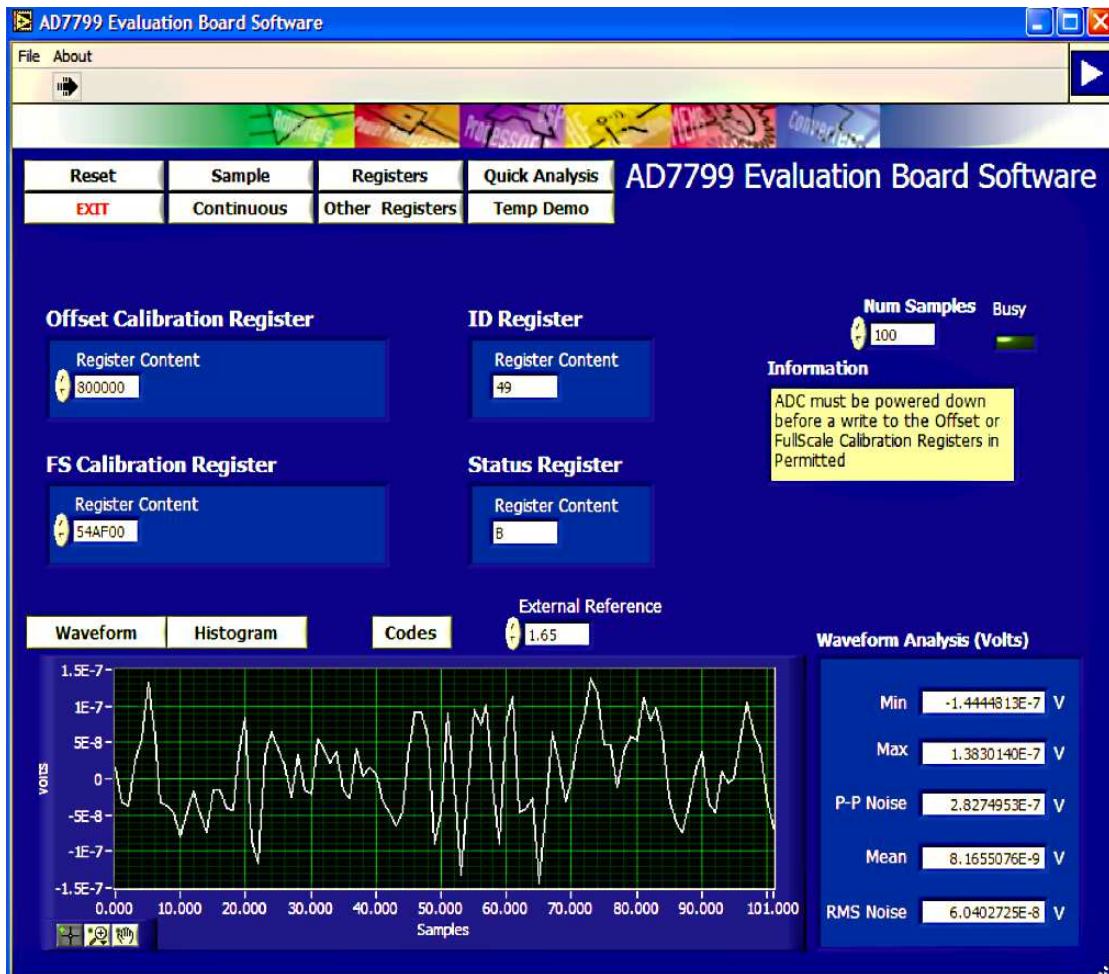 AD7799 Evaluation Board Software
File About
Amplifiers Power Management Processors DSP MEMS Converters
Reset Sample Registers Quick Analysis
AD7799 Evaluation Board Software
EXIT Continuous Other Registers Temp Demo
Offset Calibration Register
Register Content
800000
ID Register
Register Content
49
Num Samples
100
Busy
Information
ADC must be powered down
before a write to the Offset or
FullScale Calibration Registers in
Permitted
FS Calibration Register
Register Content
54AF00
Status Register
Register Content
B
Waveform Histogram Codes
External Reference
1.65
Volts
1.5E-7
1E-7
5E-8
0
-5E-8
-1E-7
-1.5E-7
0.000 10.000 20.000 30.000 40.000 50.000 60.000 70.000 80.000 90.000 101.000
Samples
Waveform Analysis (Volts)
Min -1.4444813E-7 V
Max 1.3830140E-7 V
P-P Noise 2.8274953E-7 V
Mean 8.1655076E-9 V
RMS Noise 6.0402725E-8 V